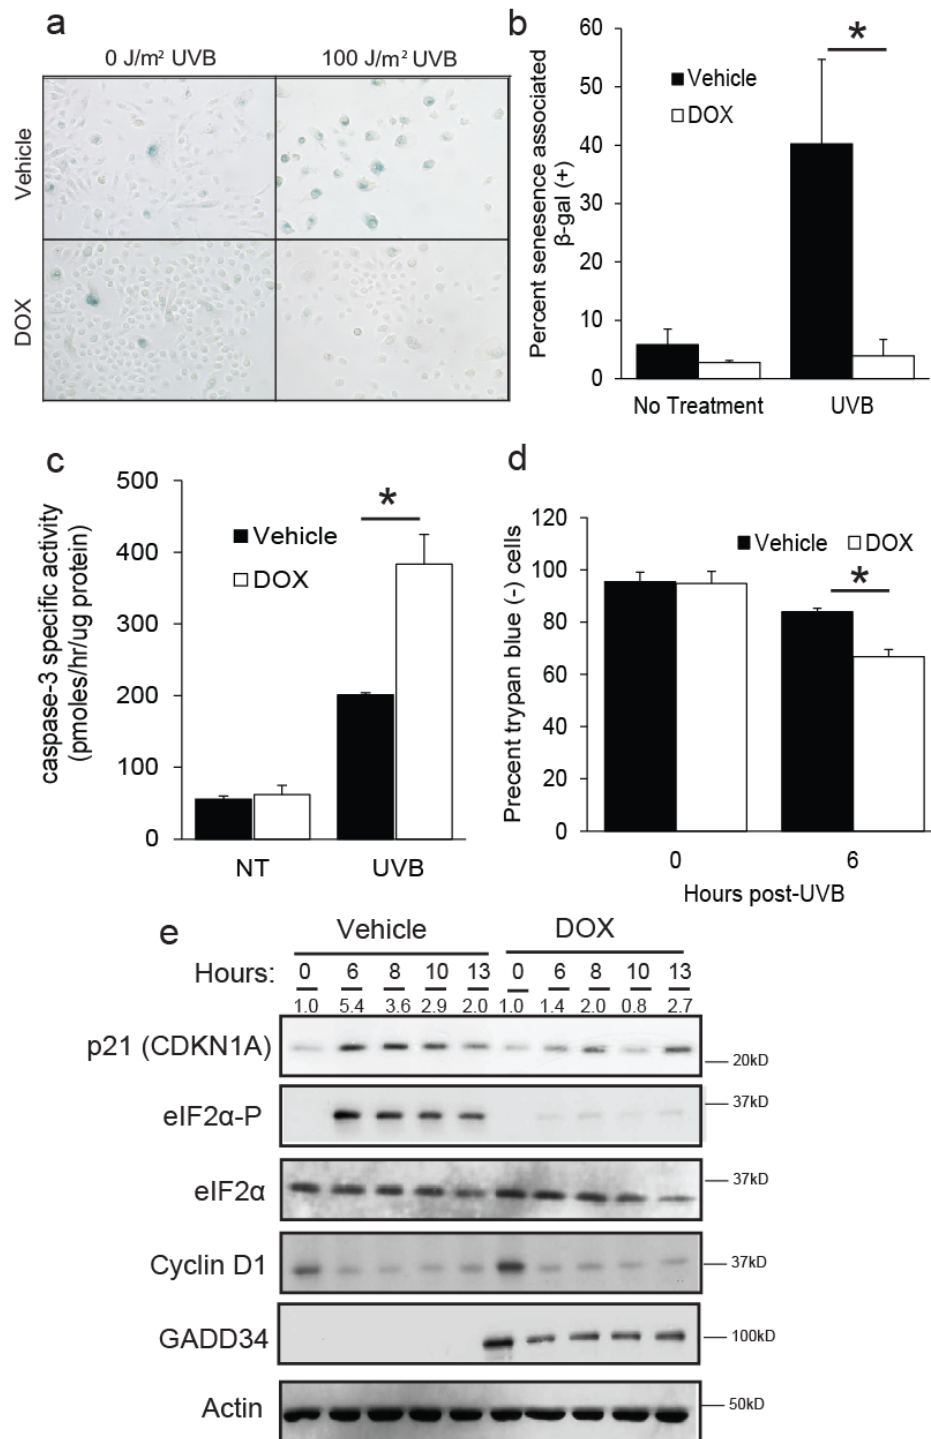 a
0 J/m² UVB 100 J/m² UVB
Vehicle
DOX
b
Percent senesence associated
β-gal (+)
60
50
40
30
20
10
0
Vehicle
DOX
*
No Treatment UVB
c
caspase-3 specific activity
(pmoles/hr/ug protein)
500
400
300
200
100
0
Vehicle
DOX
*
NT UVB
d
Precent trypan blue (-) cells
120
100
80
60
40
20
0
Vehicle DOX
*
0 6
Hours post-UVB
e
Vehicle DOX
Hours: 0 6 8 10 13 0 6 8 10 13
1.0 5.4 3.6 2.9 2.0 1.0 1.4 2.0 0.8 2.7
p21 (CDKN1A) 20kD
eIF2α-P 37kD
eIF2α 37kD
Cyclin D1 37kD
GADD34 100kD
Actin 50kD